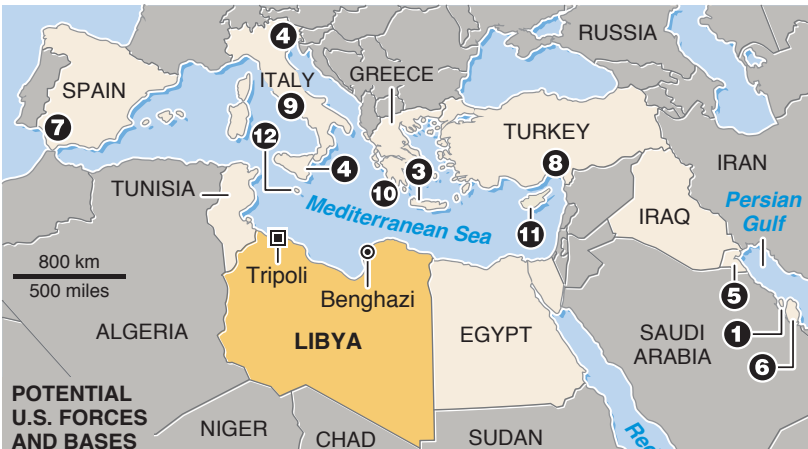 RUSSIA
4
ITALY
GREECE
SPAIN
9
7
12
TURKEY
8
IRAN
4
3
TUNISIA
10
Mediterranean Sea
IRAQ
Persian
Gulf
11
800 km
500 miles
Tripoli
Benghazi
5
LIBYA
EGYPT
ALGERIA
SAUDI
ARABIA
1
6
POTENTIAL
U.S. FORCES
AND BASES
NIGER
CHAD
SUDAN
Red